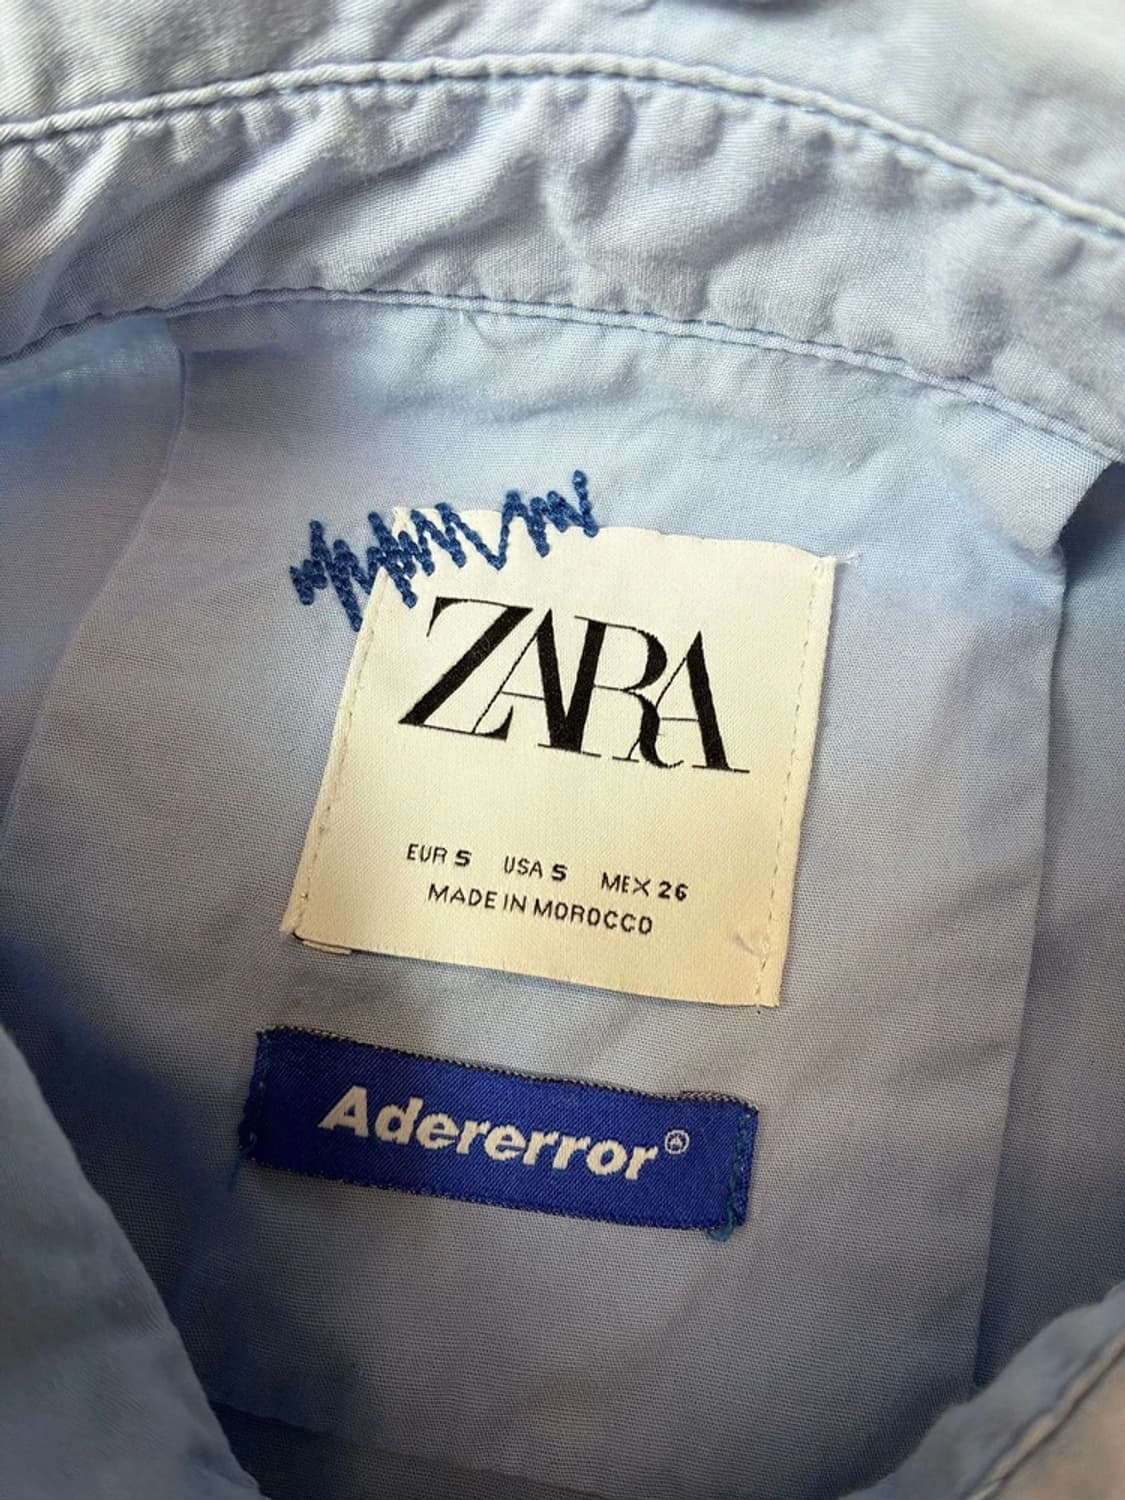 ZARA
EUR S USA S MEX 26
MADE IN MOROCCO
Adererror®